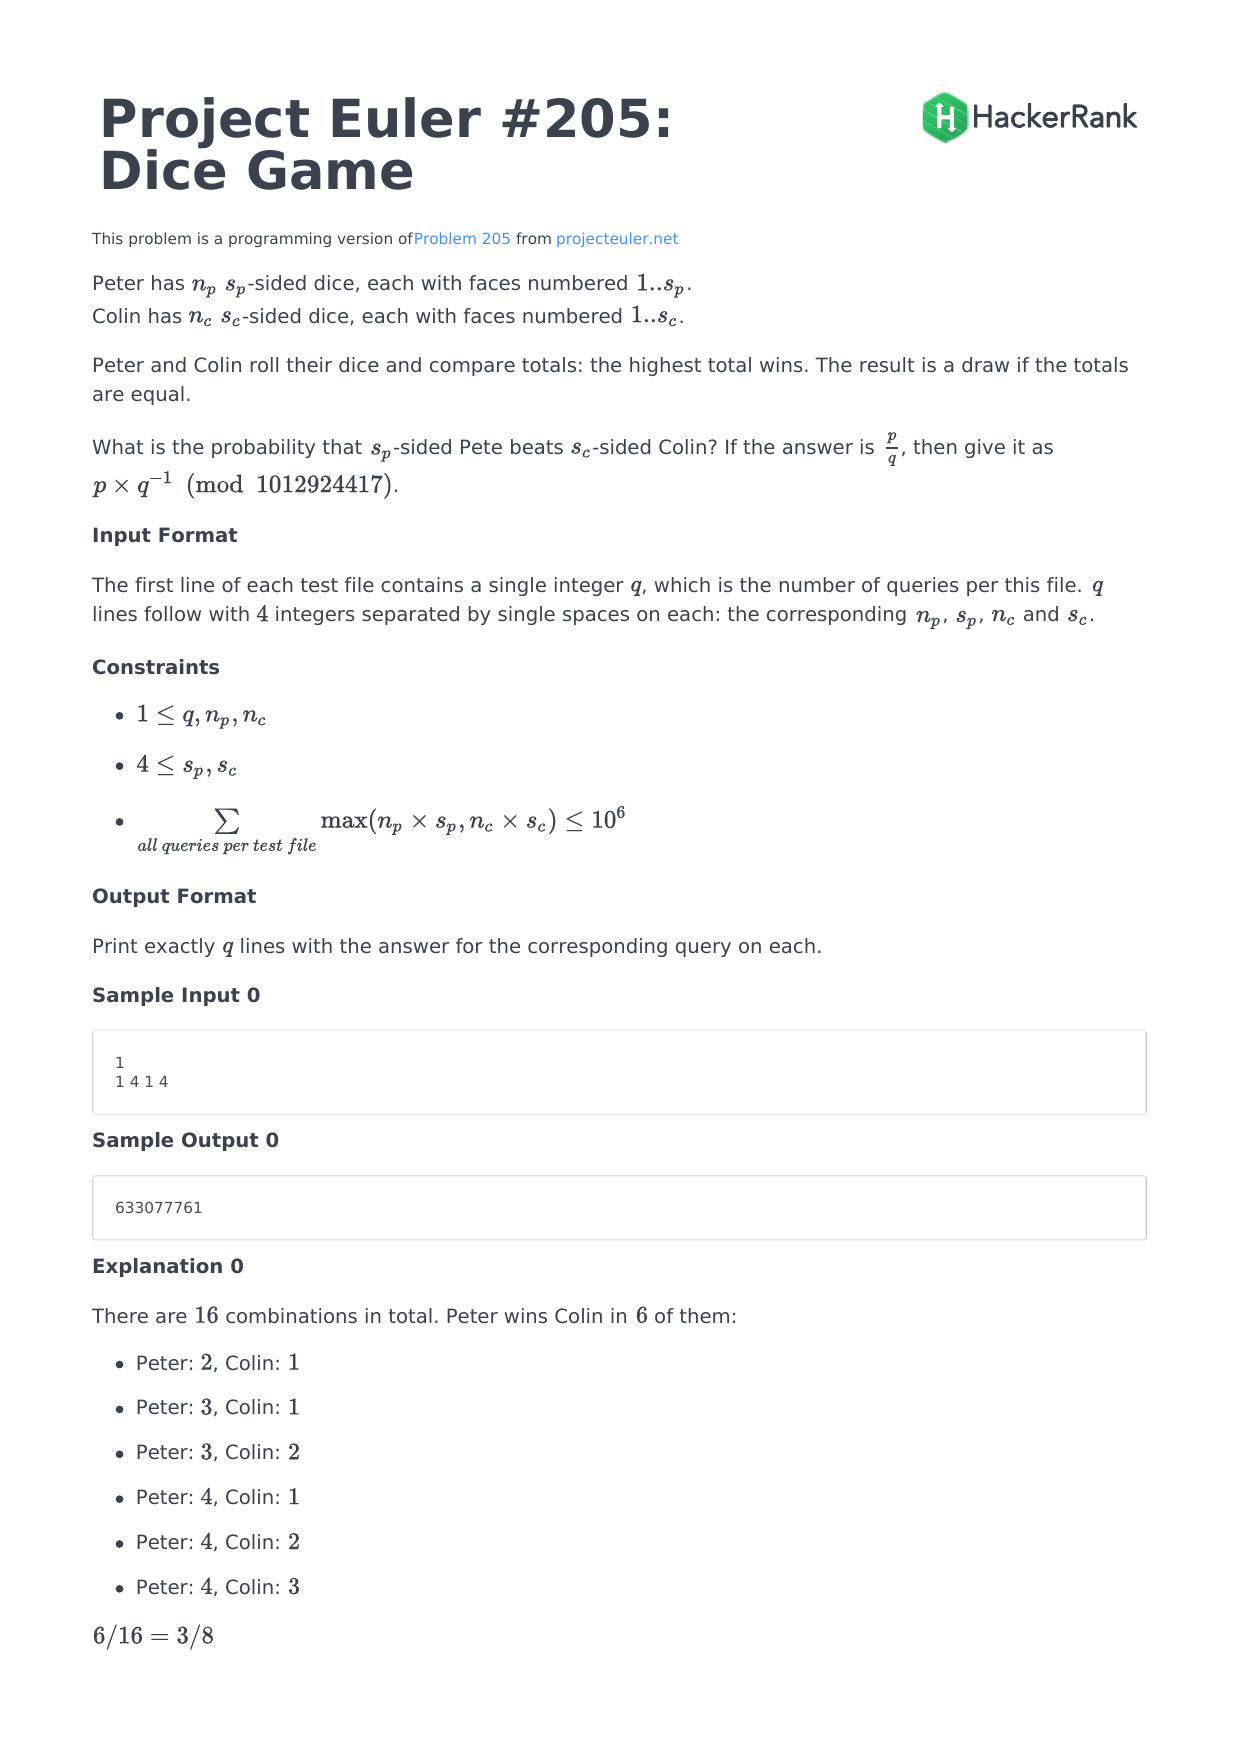 Project Euler #205:
Dice Game
HackerRank
This problem is a programming version ofProblem 205 from projecteuler.net
Peter has n_p s_p-sided dice, each with faces numbered 1..s_p.
Colin has n_c s_c-sided dice, each with faces numbered 1..s_c.
Peter and Colin roll their dice and compare totals: the highest total wins. The result is a draw if the totals
are equal.
What is the probability that s_p-sided Pete beats s_c-sided Colin? If the answer is p/q, then give it as
p × q^{-1} (mod 1012924417).
Input Format
The first line of each test file contains a single integer q, which is the number of queries per this file. q
lines follow with 4 integers separated by single spaces on each: the corresponding n_p, s_p, n_c and s_c.
Constraints
• 1 ≤ q, n_p, n_c
• 4 ≤ s_p, s_c
• ∑ max(n_p × s_p, n_c × s_c) ≤ 10^6
all queries per test file
Output Format
Print exactly q lines with the answer for the corresponding query on each.
Sample Input 0
1
1 4 1 4
Sample Output 0
633077761
Explanation 0
There are 16 combinations in total. Peter wins Colin in 6 of them:
• Peter: 2, Colin: 1
• Peter: 3, Colin: 1
• Peter: 3, Colin: 2
• Peter: 4, Colin: 1
• Peter: 4, Colin: 2
• Peter: 4, Colin: 3
6/16 = 3/8